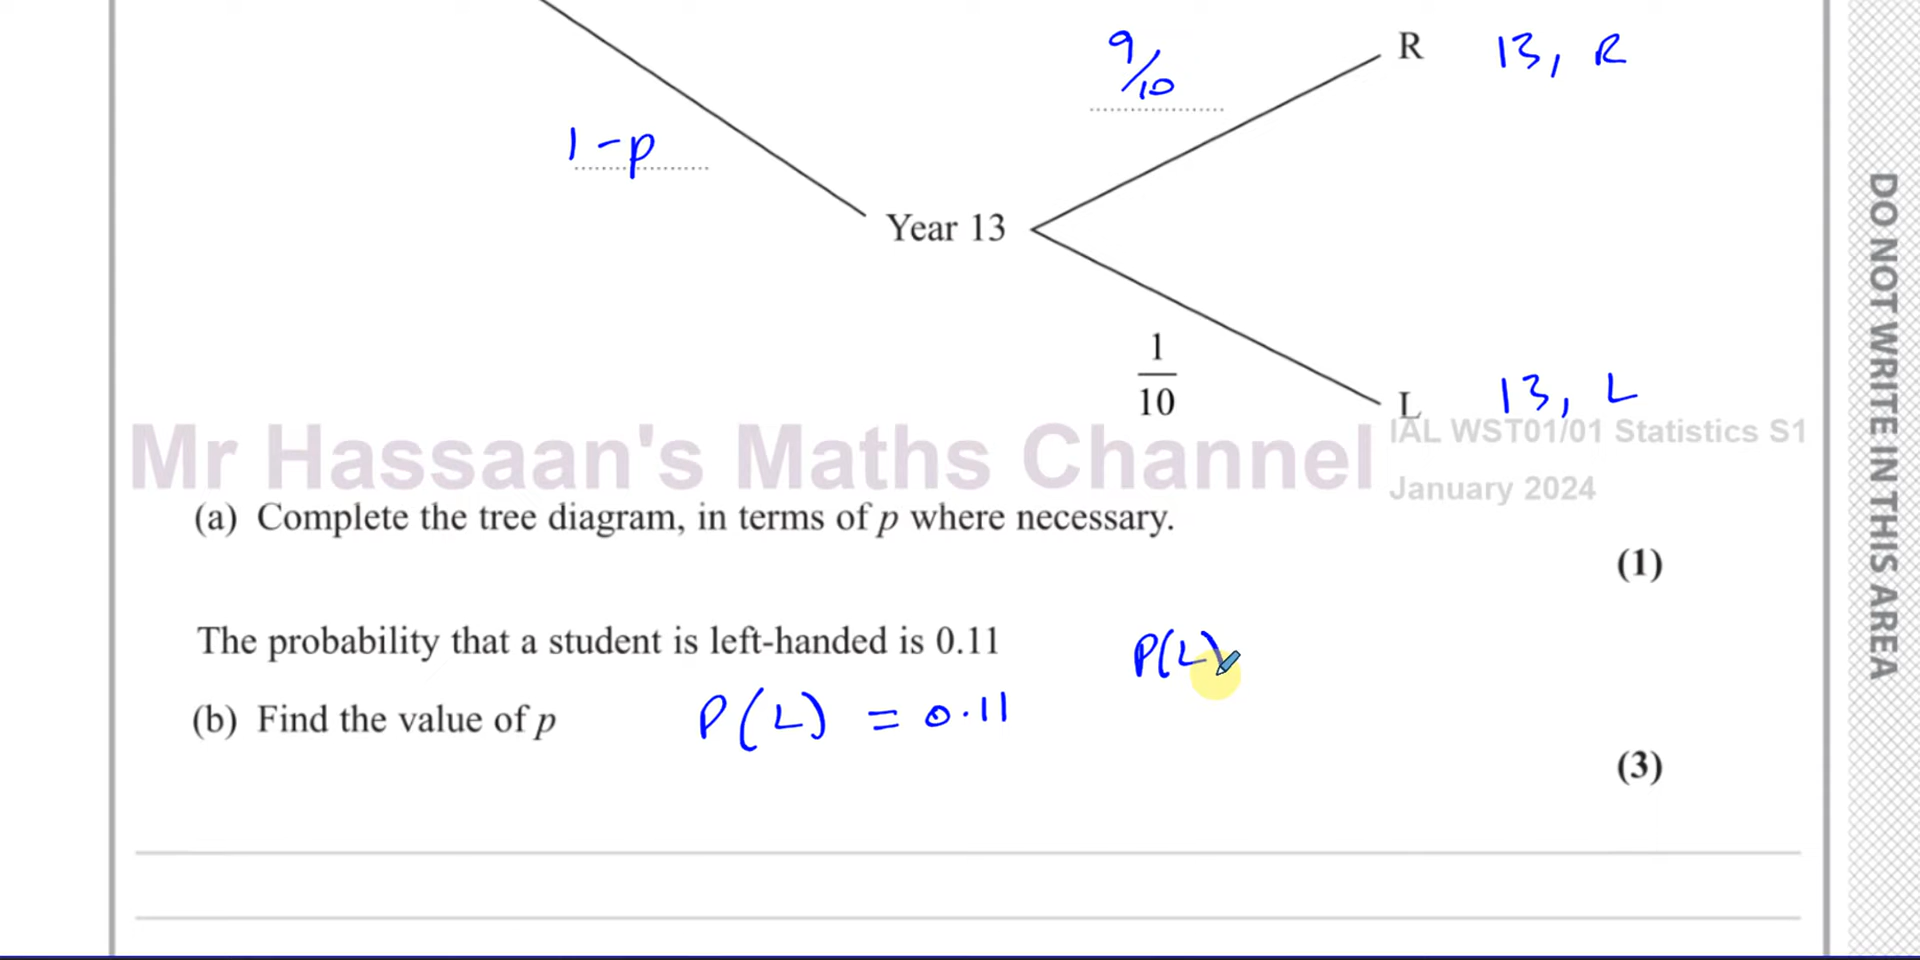 9/10
R 13, R
1-p
Year 13
1
10
L 13, L
Mr Hassaan's Maths Channel
IAL WST01/01 Statistics S1
January 2024
(a) Complete the tree diagram, in terms of p where necessary.
(1)
The probability that a student is left-handed is 0.11
P(L)
(b) Find the value of p
P(L) = 0.11
(3)
DO NOT WRITE IN THIS AREA